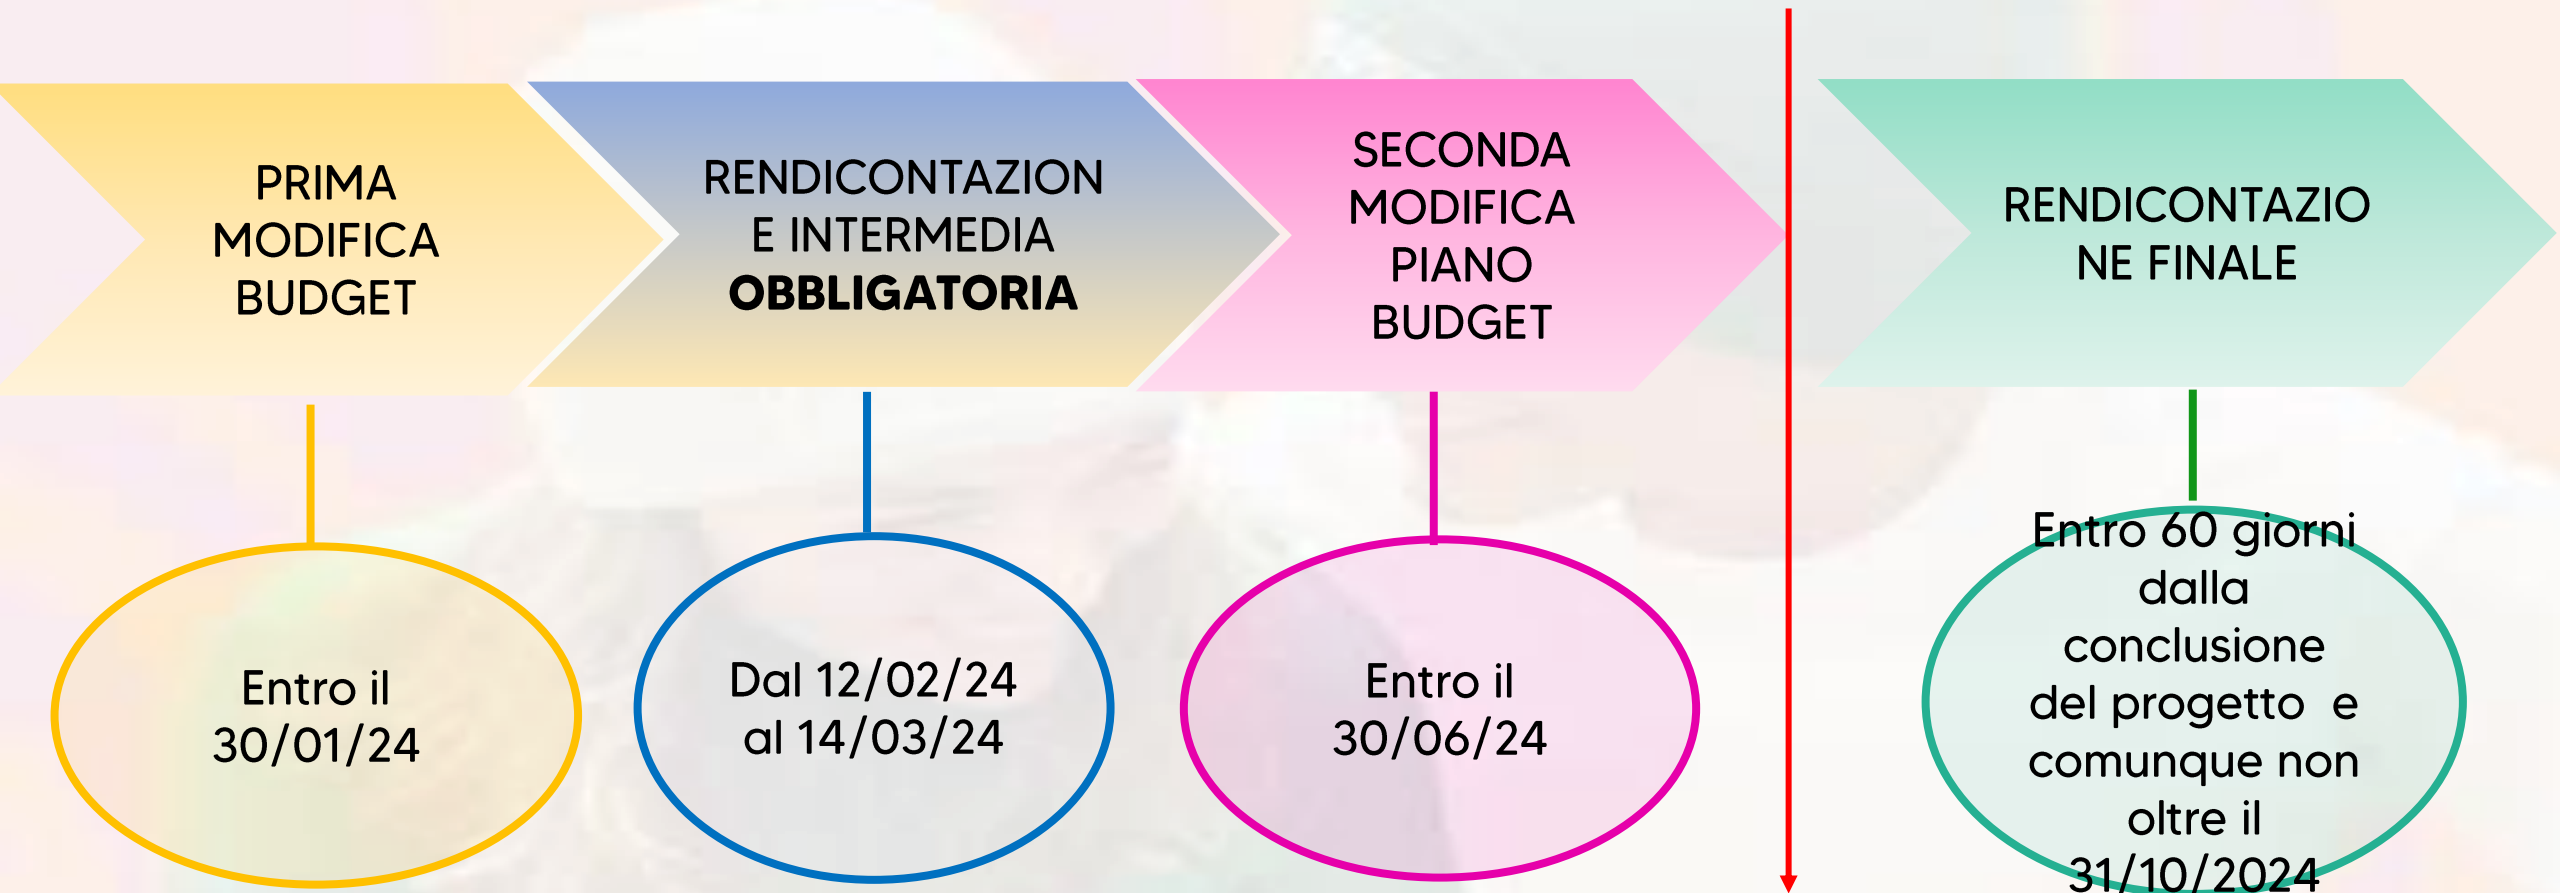 PRIMA
MODIFICA
BUDGET
RENDICONTAZION
E INTERMEDIA
OBBLIGATORIA
SECONDA
MODIFICA
PIANO
BUDGET
RENDICONTAZIO
NE FINALE
Entro il
30/01/24
Dal 12/02/24
al 14/03/24
Entro il
30/06/24
Entro 60 giorni
dalla
conclusione
del progetto e
comunque non
oltre il
31/10/2024